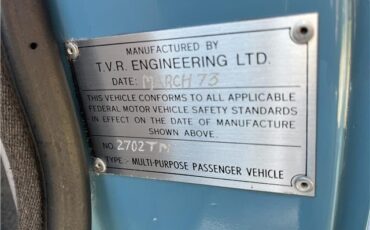 MANUFACTURED BY
T.V.R. ENGINEERING LTD.
DATE: MARCH 73
THIS VEHICLE CONFORMS TO ALL APPLICABLE
FEDERAL MOTOR VEHICLE SAFETY STANDARDS
IN EFFECT ON THE DATE OF MANUFACTURE
SHOWN ABOVE.
NO. 2702TM
TYPE :- MULTI-PURPOSE PASSENGER VEHICLE